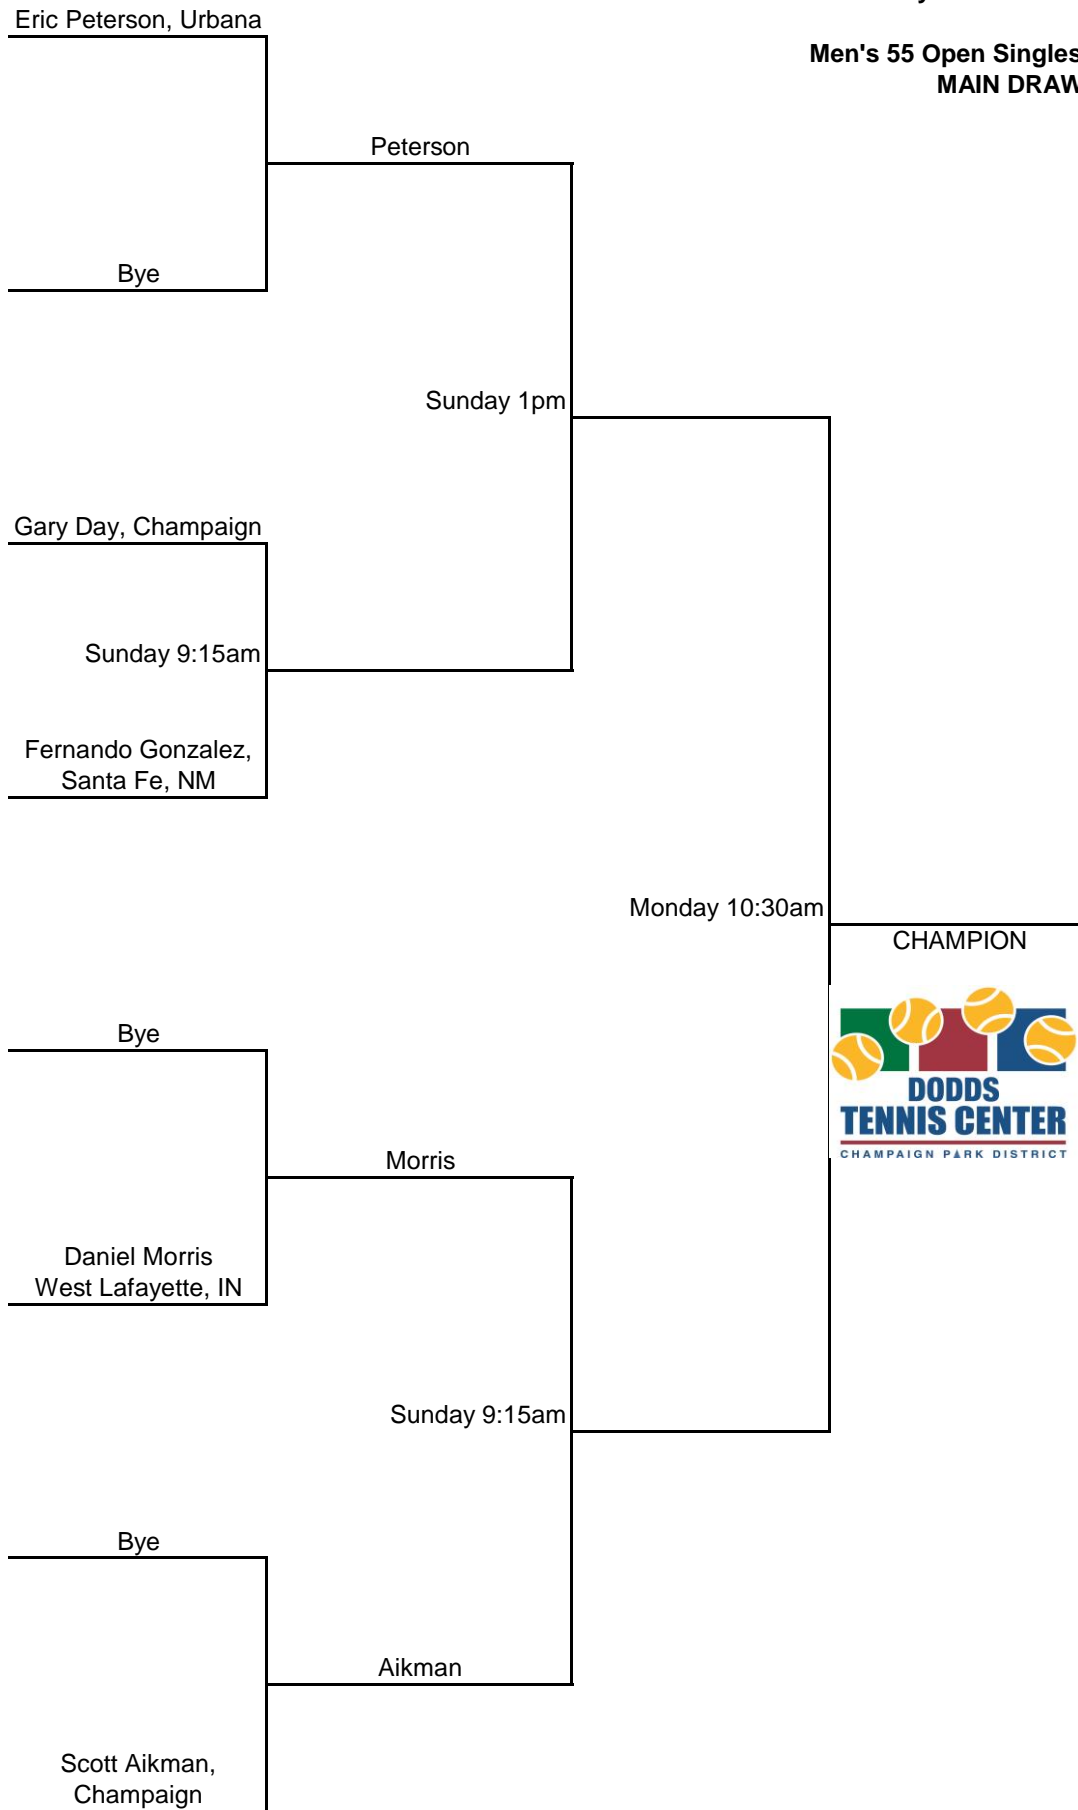 Eric Peterson, Urbana
Men's 55 Open Singles
MAIN DRAW
Peterson
Bye
Sunday 1pm
Gary Day, Champaign
Sunday 9:15am
Fernando Gonzalez,
Santa Fe, NM
Monday 10:30am
CHAMPION
Bye
DODDS
TENNIS CENTER
CHAMPAIGN PARK DISTRICT
Morris
Daniel Morris
West Lafayette, IN
Sunday 9:15am
Bye
Aikman
Scott Aikman,
Champaign